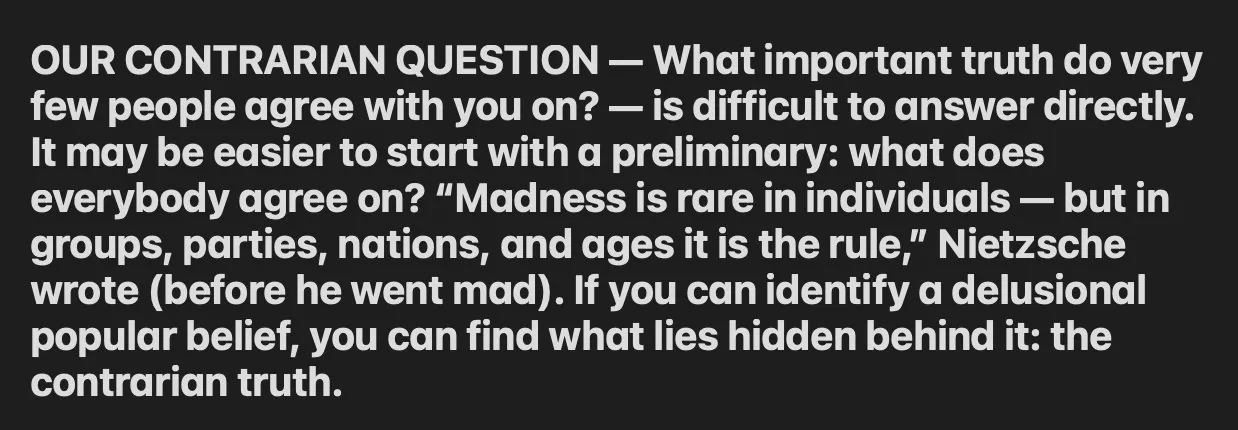 OUR CONTRARIAN QUESTION — What important truth do very
few people agree with you on? — is difficult to answer directly.
It may be easier to start with a preliminary: what does
everybody agree on? “Madness is rare in individuals — but in
groups, parties, nations, and ages it is the rule,” Nietzsche
wrote (before he went mad). If you can identify a delusional
popular belief, you can find what lies hidden behind it: the
contrarian truth.